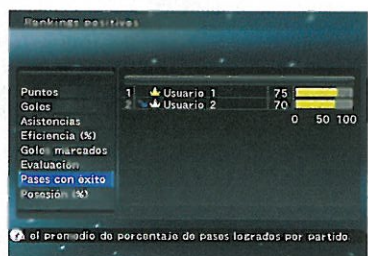 Rankings positivos
Puntos
Goles
Asistencias
Eficiencia (%)
Goles marcados
Evaluación
Pases con éxito
Posesión (%)
1 Usuario 1 75
2 Usuario 2 70
0 50 100
el promedio de porcentaje de pases logrados por partido.